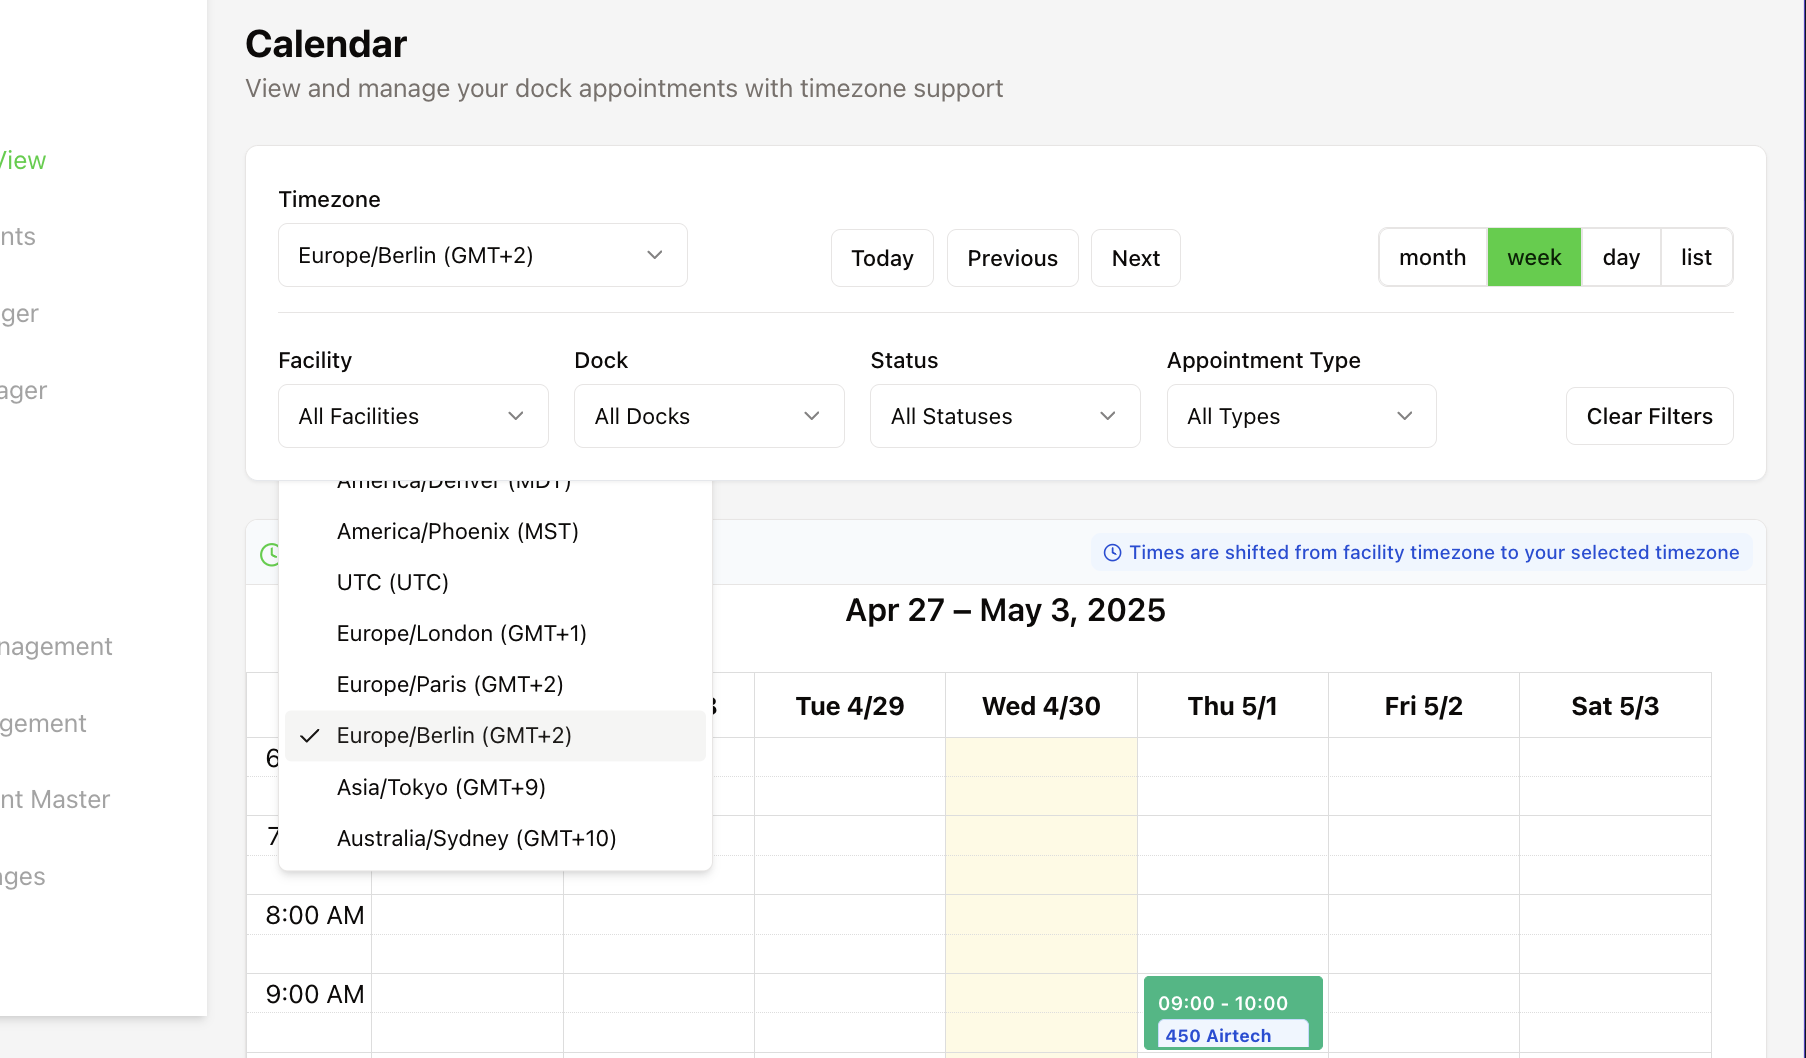 Calendar
View and manage your dock appointments with timezone support
View
nts
ger
ager
nagement
gement
nt Master
ges
Timezone
Europe/Berlin (GMT+2)
Today
Previous
Next
month
week
day
list
Facility
Dock
Status
Appointment Type
All Facilities
All Docks
All Statuses
All Types
Clear Filters
America/Denver (MDT)
America/Phoenix (MST)
UTC (UTC)
Europe/London (GMT+1)
Europe/Paris (GMT+2)
Europe/Berlin (GMT+2)
Asia/Tokyo (GMT+9)
Australia/Sydney (GMT+10)
Times are shifted from facility timezone to your selected timezone
Apr 27 – May 3, 2025
Tue 4/29
Wed 4/30
Thu 5/1
Fri 5/2
Sat 5/3
6
7
8:00 AM
9:00 AM
09:00 - 10:00
450 Airtech